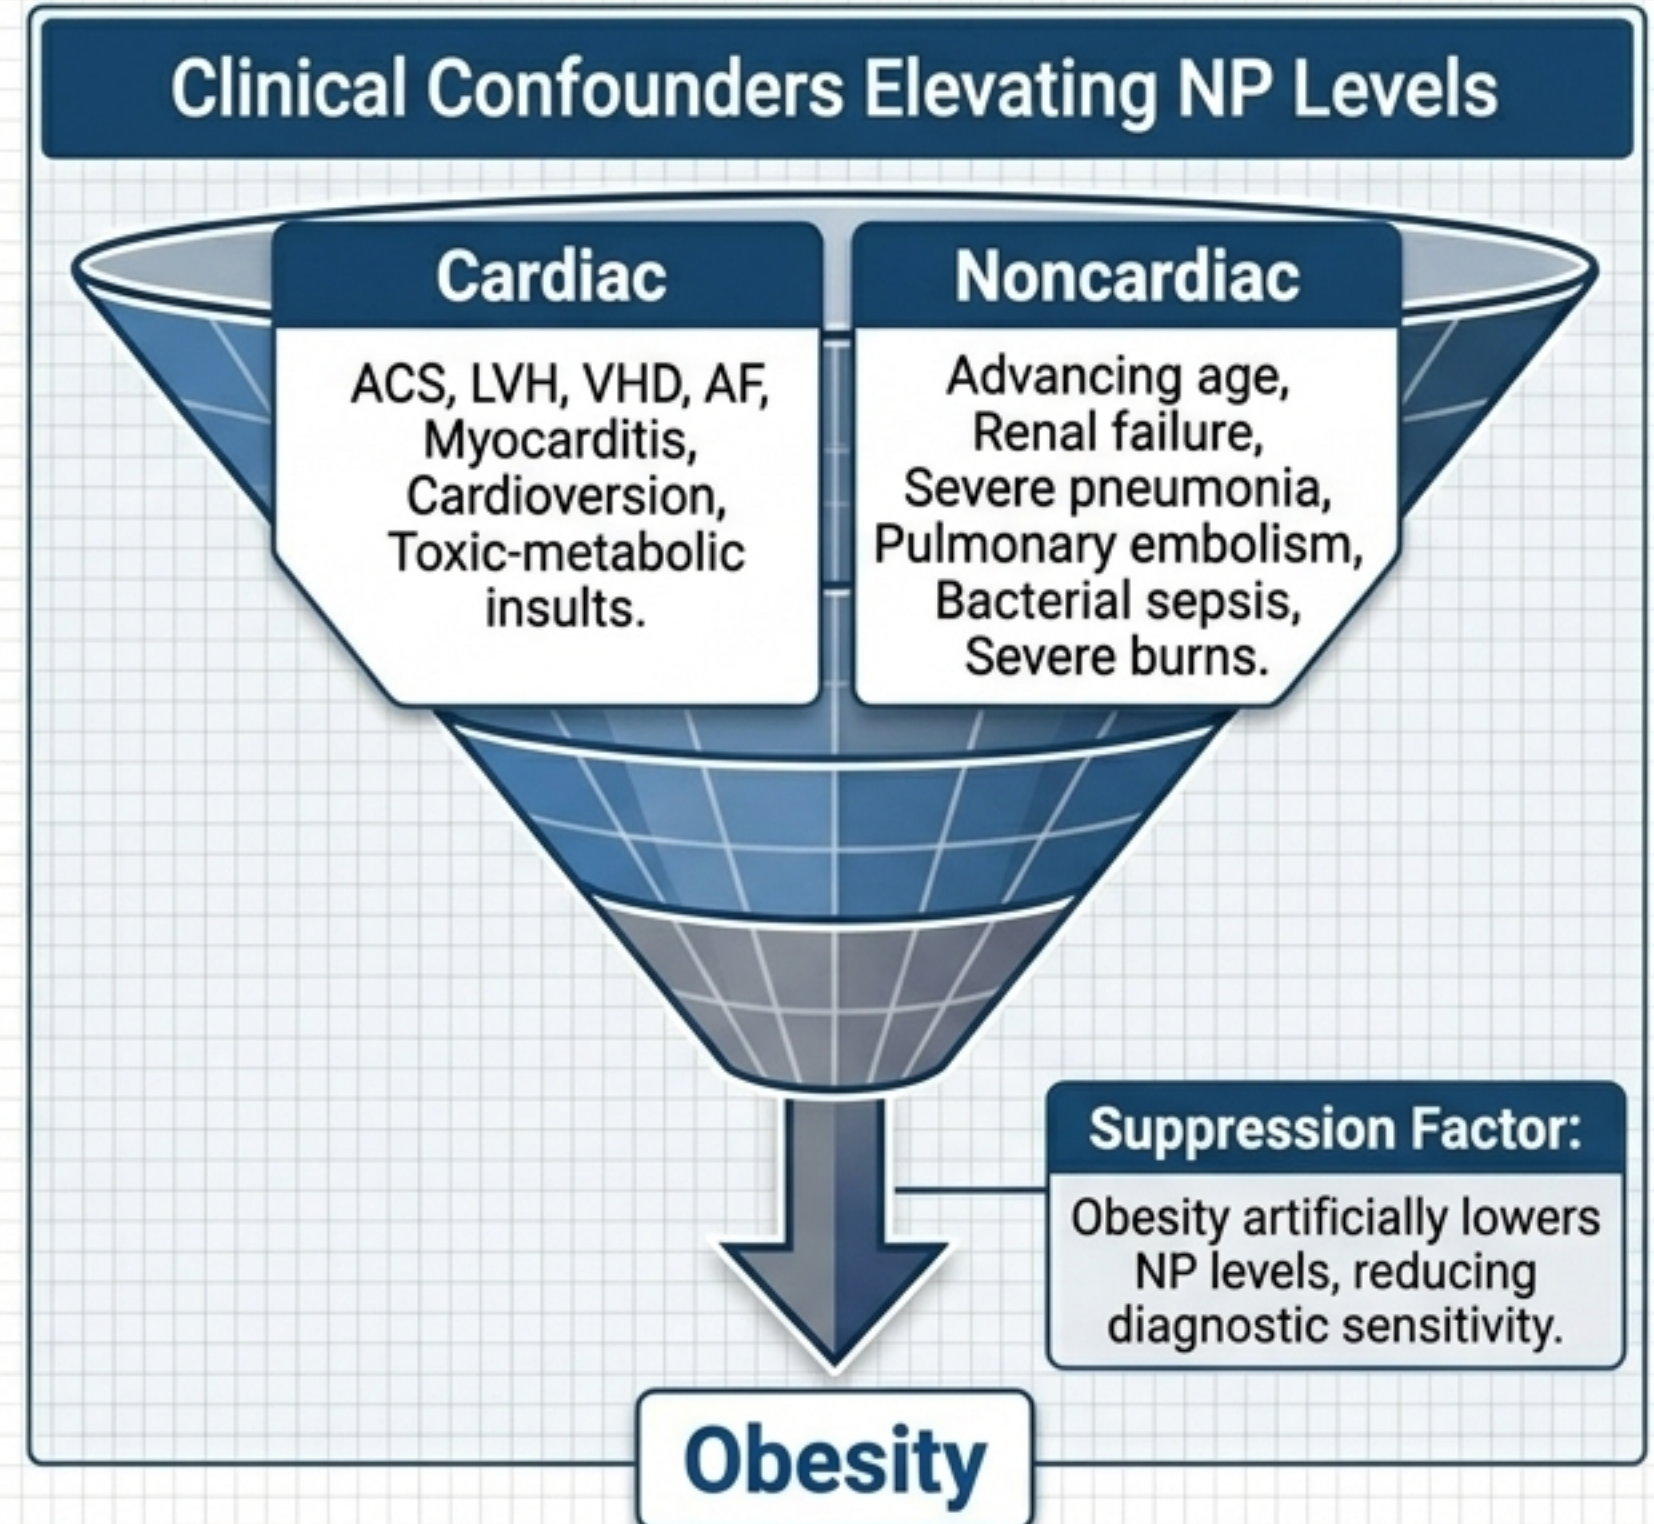 Clinical Confounders Elevating NP Levels
Cardiac
ACS, LVH, VHD, AF,
Myocarditis,
Cardioversion,
Toxic-metabolic
insults.
Noncardiac
Advancing age,
Renal failure,
Severe pneumonia,
Pulmonary embolism,
Bacterial sepsis,
Severe burns.
Suppression Factor:
Obesity artificially lowers
NP levels, reducing
diagnostic sensitivity.
Obesity